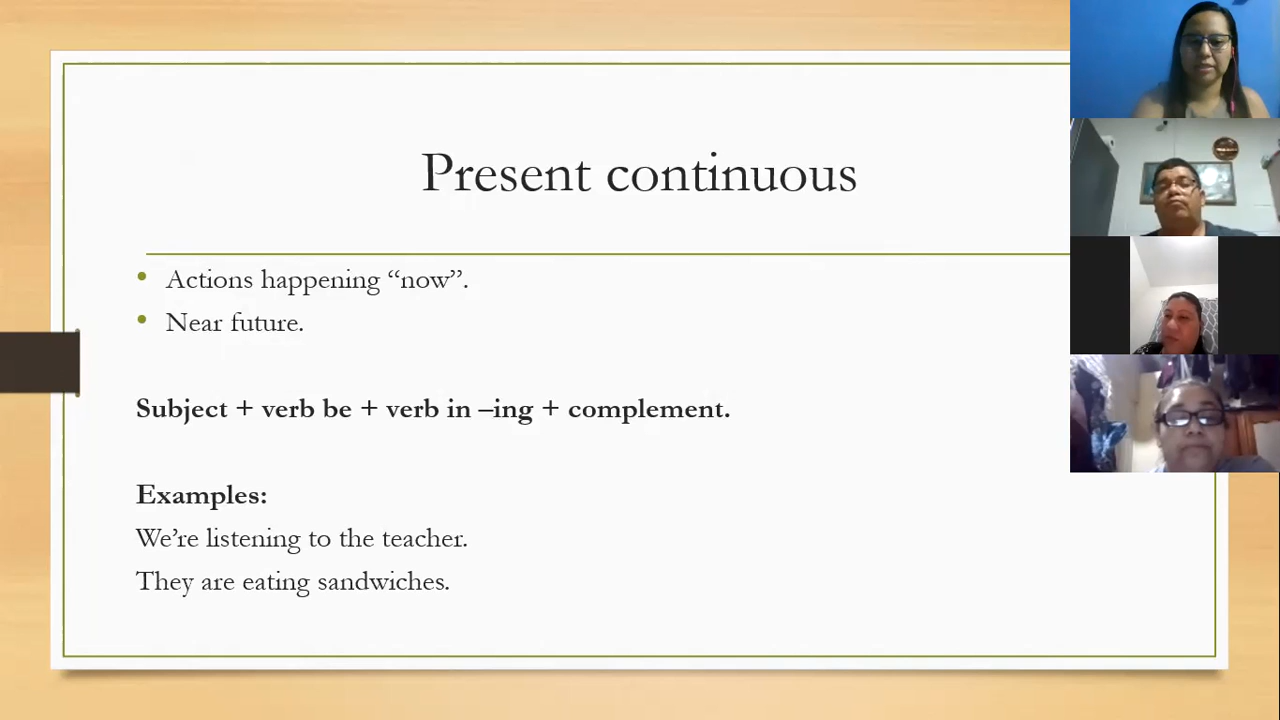 Present continuous
Actions happening “now”.
Near future.
Subject + verb be + verb in –ing + complement.
Examples:
We’re listening to the teacher.
They are eating sandwiches.